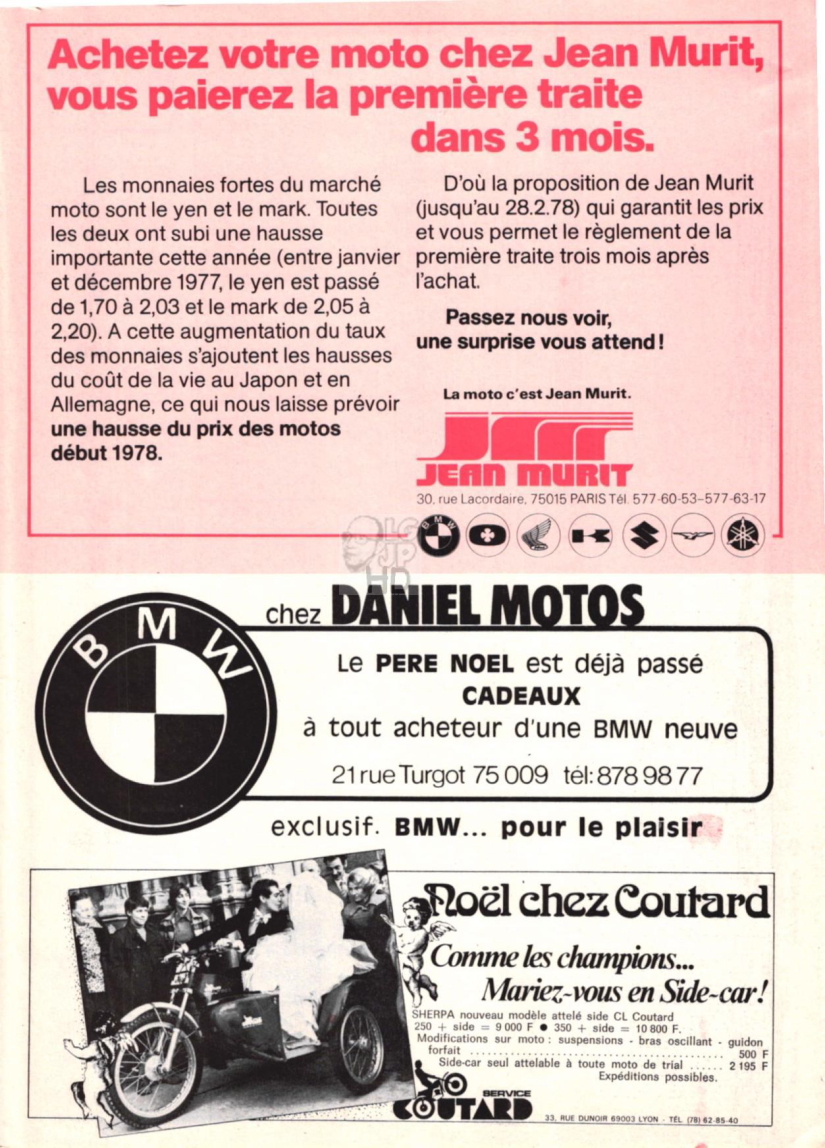 Achetez votre moto chez Jean Murit,
vous paierez la première traite
dans 3 mois.
Les monnaies fortes du marché
moto sont le yen et le mark. Toutes
les deux ont subi une hausse
importante cette année (entre janvier
et décembre 1977, le yen est passé
de 1,70 à 2,03 et le mark de 2,05 à
2,20). A cette augmentation du taux
des monnaies s'ajoutent les hausses
du coût de la vie au Japon et en
Allemagne, ce qui nous laisse prévoir
une hausse du prix des motos
début 1978.
D'où la proposition de Jean Murit
(jusqu'au 28.2.78) qui garantit les prix
et vous permet le règlement de la
première traite trois mois après
l'achat.
Passez nous voir,
une surprise vous attend !
La moto c'est Jean Murit.
JEAN MURIT
30, rue Lacordaire, 75015 PARIS Tél. 577-60-53-577-63-17
BMW
LG
JP
HD
chez DANIEL MOTOS
BMW
Le PERE NOEL est déjà passé
CADEAUX
à tout acheteur d'une BMW neuve
21 rue Turgot 75 009 tél: 878 98 77
exclusif. BMW... pour le plaisir
Noël chez Coutard
Comme les champions...
Mariez-vous en Side-car!
SHERPA nouveau modèle attelé side CL Coutard
250 + side = 9 000 F ● 350 + side = 10 800 F.
Modifications sur moto : suspensions - bras oscillant - guidon
forfait ........................................ 500 F
Side-car seul attelable à toute moto de trial ...... 2 195 F
Expéditions possibles.
SERVICE
COUTARD
33, RUE DUNOIR 69003 LYON - TÉL. (78) 62-85-40